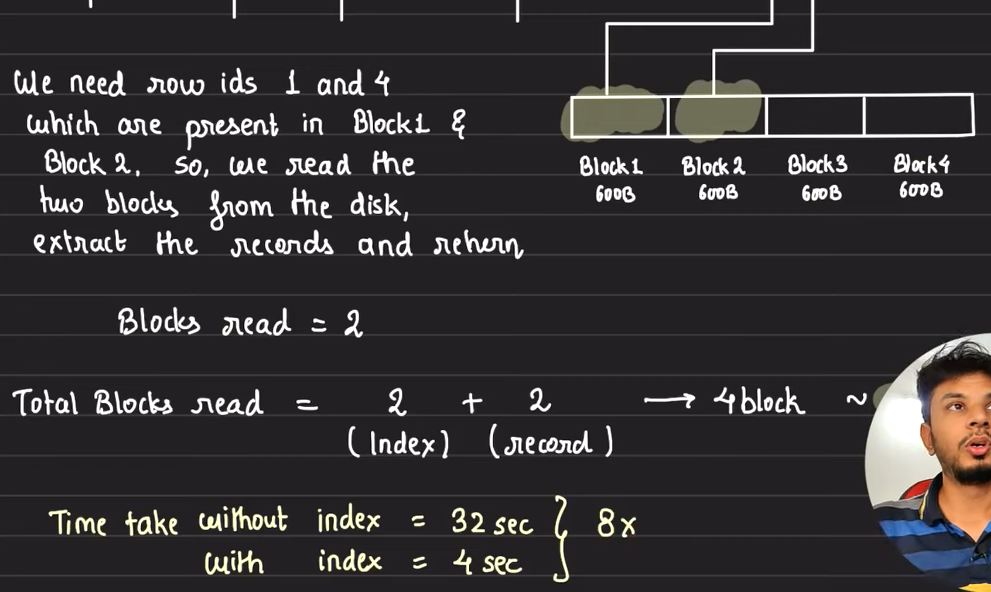 We need row ids 1 and 4
which are present in Block1 &
Block 2. so, we read the
two blocks from the disk,
extract the records and return
Block1 Block2 Block3 Block4
600B 600B 600B 600B
Blocks read = 2
Total Blocks read = 2 + 2 → 4 block ~
(Index) (record)
Time take without index = 32 sec } 8x
with index = 4 sec